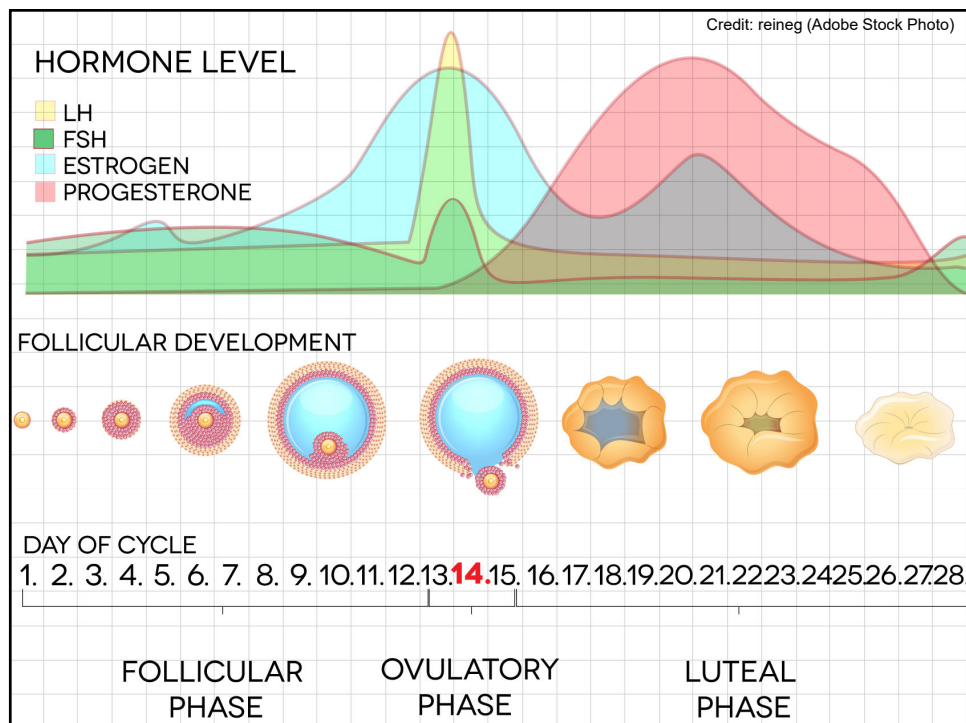 Credit: reineg (Adobe Stock Photo)
HORMONE LEVEL
LH
FSH
ESTROGEN
PROGESTERONE
FOLLICULAR DEVELOPMENT
DAY OF CYCLE
1. 2. 3. 4. 5. 6. 7. 8. 9. 10. 11. 12. 13. 14. 15. 16. 17. 18. 19. 20. 21. 22. 23. 24 25. 26. 27. 28.
FOLLICULAR
PHASE
OVULATORY
PHASE
LUTEAL
PHASE